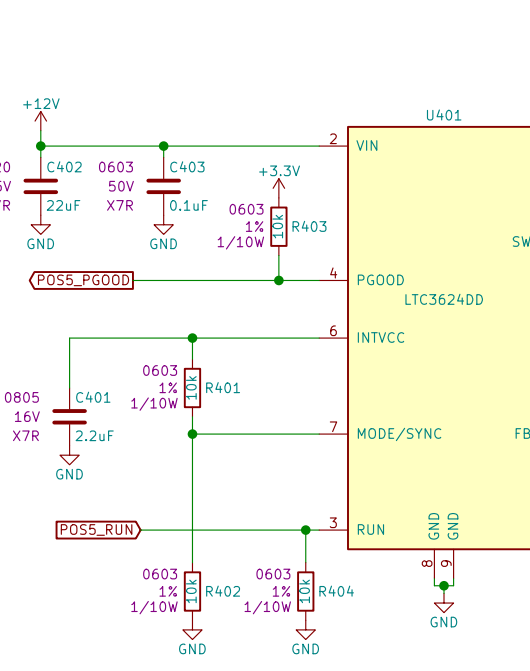 U401
+12V
2
VIN
0 C402
0603 C403
V
50V
+3.3V
R
22uF
X7R
0.1uF
0603
1%
1/10W
10k
R403
GND
GND
SW
POS5_PGOOD
4
PGOOD
LTC3624DD
6
INTVCC
0603
1%
1/10W
10k
R401
0805
16V
X7R
C401
2.2uF
7
MODE/SYNC
FB
GND
POS5_RUN
3
RUN
GND
GND
8
9
0603
1%
1/10W
10k
R402
0603
1%
1/10W
10k
R404
GND
GND
GND